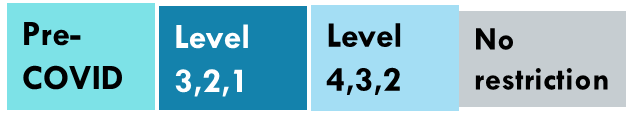 Pre-
COVID
Level
3,2,1
Level
4,3,2
No
restriction